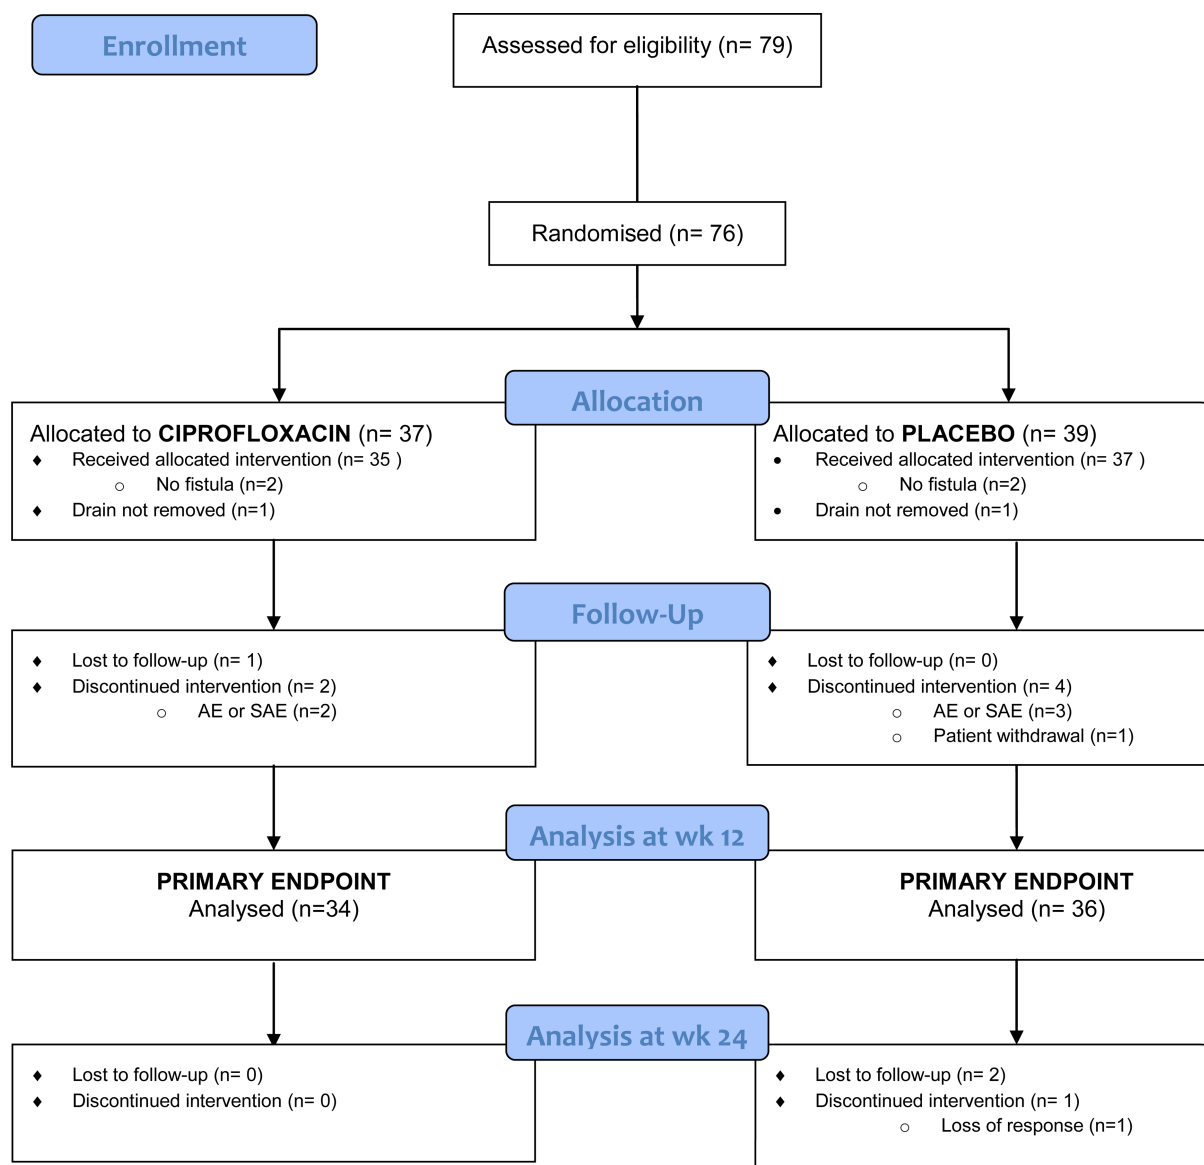 Enrollment
Assessed for eligibility (n= 79)
Randomised (n= 76)
Allocation
Allocated to CIPROFLOXACIN (n= 37)
♦ Received allocated intervention (n= 35 )
o No fistula (n=2)
♦ Drain not removed (n=1)
Allocated to PLACEBO (n= 39)
• Received allocated intervention (n= 37 )
o No fistula (n=2)
• Drain not removed (n=1)
Follow-Up
♦ Lost to follow-up (n= 1)
♦ Discontinued intervention (n= 2)
o AE or SAE (n=2)
♦ Lost to follow-up (n= 0)
♦ Discontinued intervention (n= 4)
o AE or SAE (n=3)
o Patient withdrawal (n=1)
Analysis at wk 12
PRIMARY ENDPOINT
Analysed (n=34)
PRIMARY ENDPOINT
Analysed (n= 36)
Analysis at wk 24
♦ Lost to follow-up (n= 0)
♦ Discontinued intervention (n= 0)
♦ Lost to follow-up (n= 2)
♦ Discontinued intervention (n= 1)
o Loss of response (n=1)